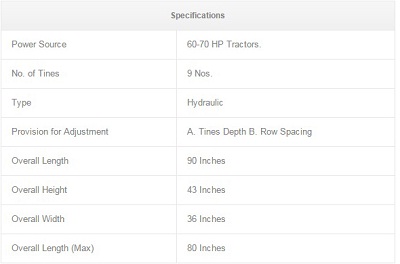 Specifications
Power Source 60-70 HP Tractors.
No. of Tines 9 Nos.
Type Hydraulic
Provision for Adjustment A. Tines Depth B. Row Spacing
Overall Length 90 Inches
Overall Height 43 Inches
Overall Width 36 Inches
Overall Length (Max) 80 Inches